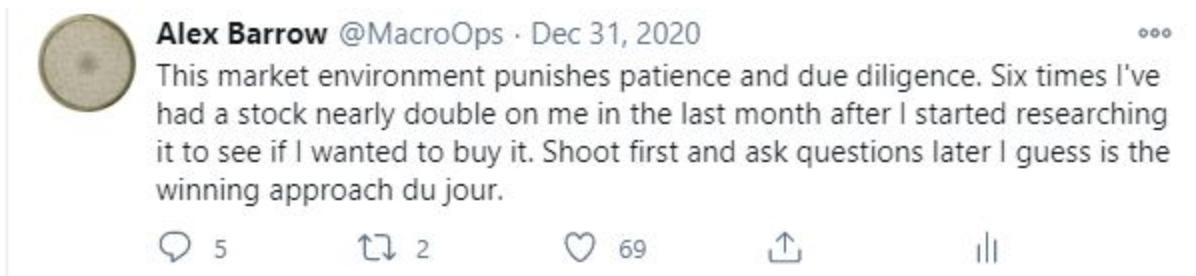 Alex Barrow @MacroOps · Dec 31, 2020
This market environment punishes patience and due diligence. Six times I've
had a stock nearly double on me in the last month after I started researching
it to see if I wanted to buy it. Shoot first and ask questions later I guess is the
winning approach du jour.
5 2 69